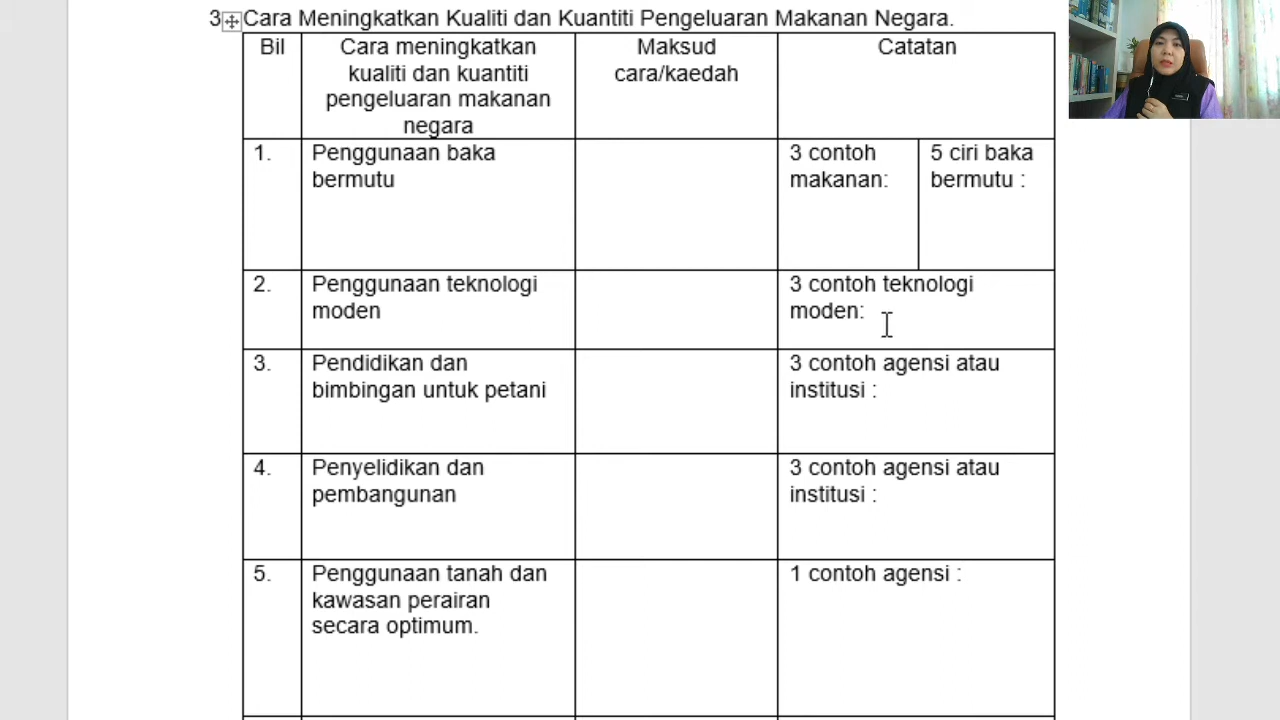 3. Cara Meningkatkan Kualiti dan Kuantiti Pengeluaran Makanan Negara.
Bil
Cara meningkatkan
kualiti dan kuantiti
pengeluaran makanan
negara
Maksud
cara/kaedah
Catatan
1.
Penggunaan baka
bermutu
3 contoh
makanan:
5 ciri baka
bermutu :
2.
Penggunaan teknologi
moden
3 contoh teknologi
moden:
3.
Pendidikan dan
bimbingan untuk petani
3 contoh agensi atau
institusi :
4.
Penyelidikan dan
pembangunan
3 contoh agensi atau
institusi :
5.
Penggunaan tanah dan
kawasan perairan
secara optimum.
1 contoh agensi :